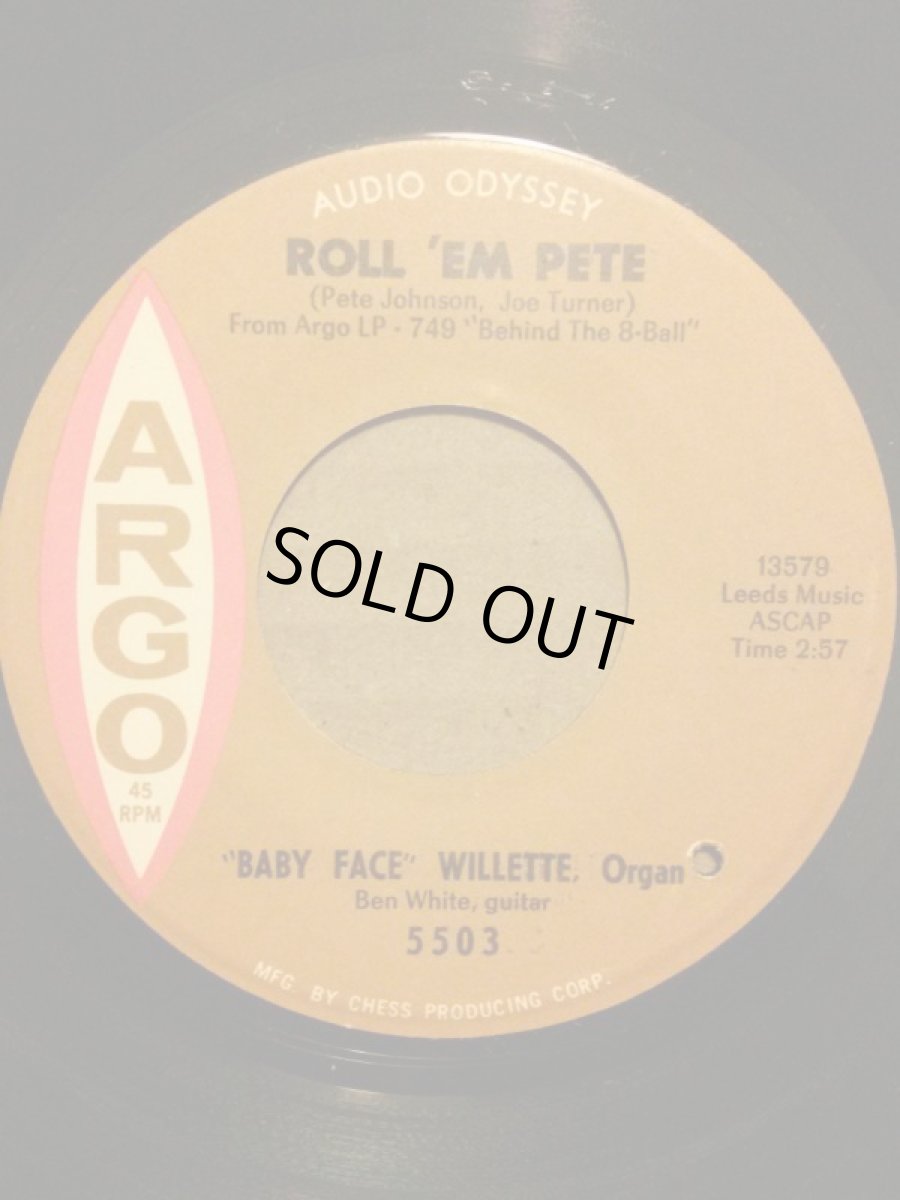 AUDIO ODYSSEY
ROLL 'EM PETE
(Pete Johnson, Joe Turner)
From Argo LP - 749 "Behind The 8-Ball"
ARGO
45
RPM
SOLD OUT
13579
Leeds Music
ASCAP
Time 2:57
"BABY FACE" WILLETTE, Organ
Ben White, guitar
5503
MFG. BY CHESS PRODUCING CORP.